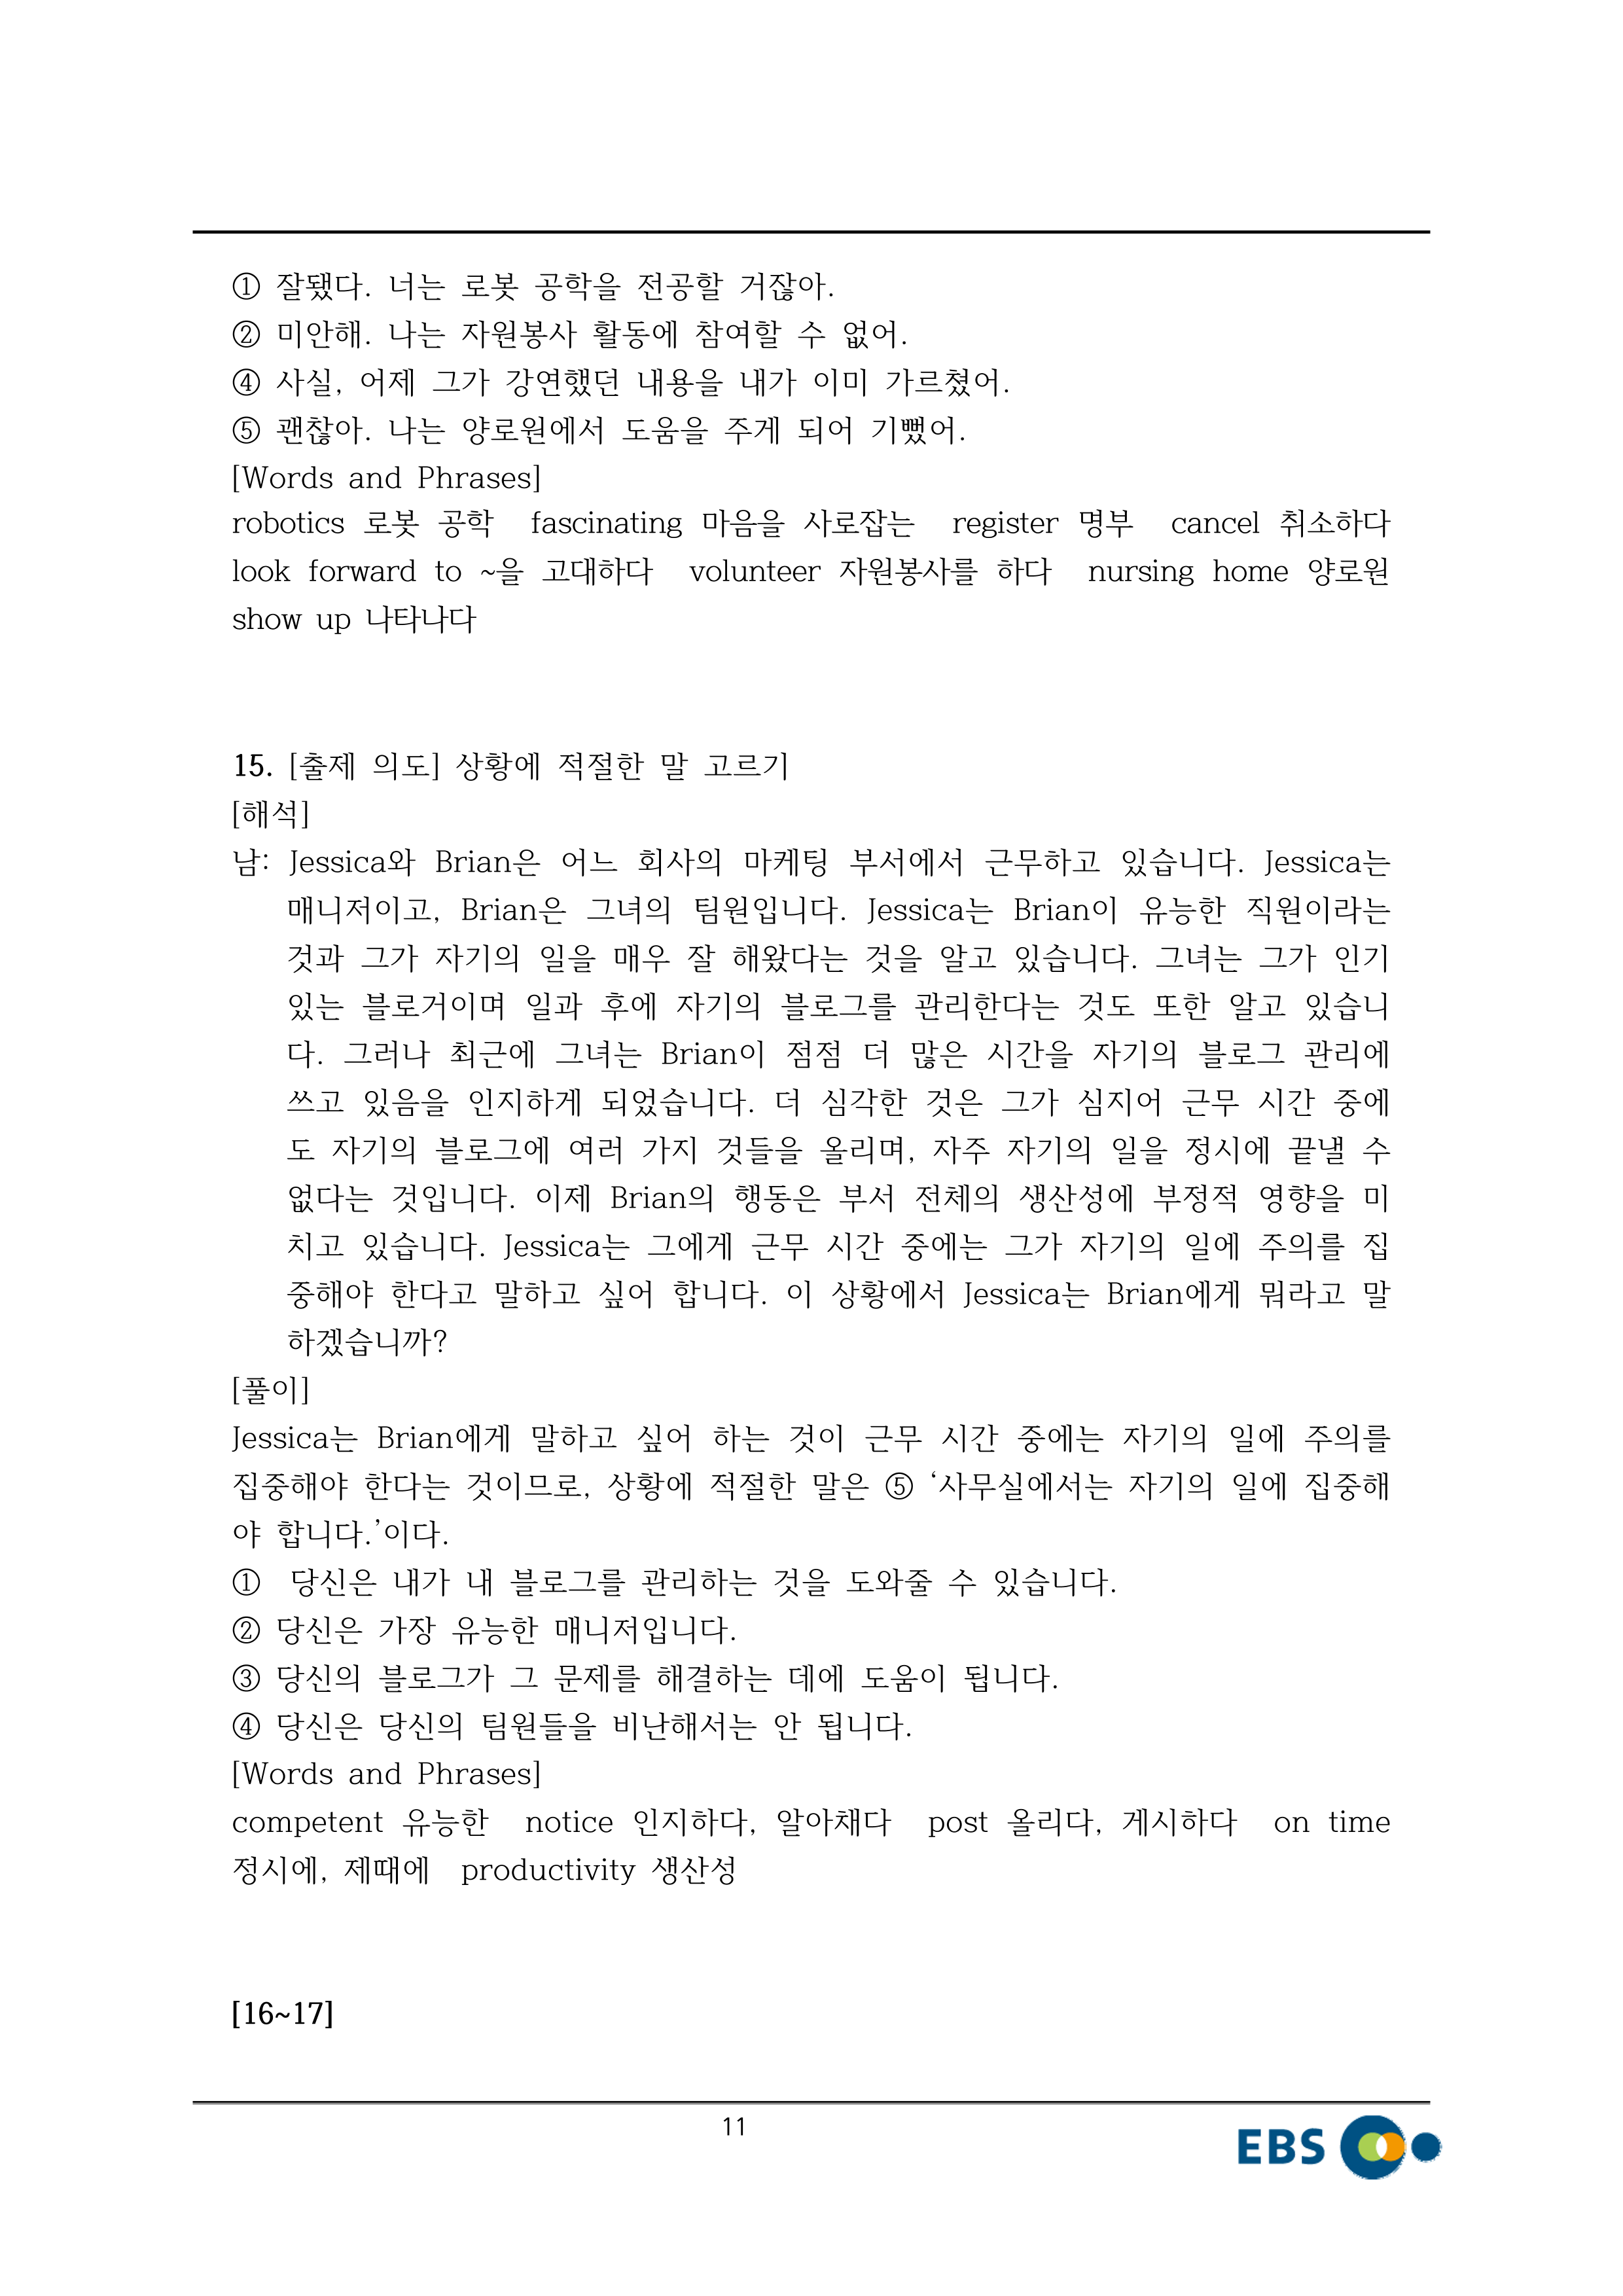 ① 잘됐다. 너는 로봇 공학을 전공할 거잖아.
② 미안해. 나는 자원봉사 활동에 참여할 수 없어.
④ 사실, 어제 그가 강연했던 내용을 내가 이미 가르쳤어.
⑤ 괜찮아. 나는 양로원에서 도움을 주게 되어 기뻤어.
[Words and Phrases]
robotics 로봇 공학 fascinating 마음을 사로잡는 register 명부 cancel 취소하다
look forward to ~을 고대하다 volunteer 자원봉사를 하다 nursing home 양로원
show up 나타나다
15. [출제 의도] 상황에 적절한 말 고르기
[해석]
남: Jessica와 Brian은 어느 회사의 마케팅 부서에서 근무하고 있습니다. Jessica는
매니저이고, Brian은 그녀의 팀원입니다. Jessica는 Brian이 유능한 직원이라는
것과 그가 자기의 일을 매우 잘 해왔다는 것을 알고 있습니다. 그녀는 그가 인기
있는 블로거이며 일과 후에 자기의 블로그를 관리한다는 것도 또한 알고 있습니
다. 그러나 최근에 그녀는 Brian이 점점 더 많은 시간을 자기의 블로그 관리에
쓰고 있음을 인지하게 되었습니다. 더 심각한 것은 그가 심지어 근무 시간 중에
도 자기의 블로그에 여러 가지 것들을 올리며, 자주 자기의 일을 정시에 끝낼 수
없다는 것입니다. 이제 Brian의 행동은 부서 전체의 생산성에 부정적 영향을 미
치고 있습니다. Jessica는 그에게 근무 시간 중에는 그가 자기의 일에 주의를 집
중해야 한다고 말하고 싶어 합니다. 이 상황에서 Jessica는 Brian에게 뭐라고 말
하겠습니까?
[풀이]
Jessica는 Brian에게 말하고 싶어 하는 것이 근무 시간 중에는 자기의 일에 주의를
집중해야 한다는 것이므로, 상황에 적절한 말은 ⑤ ‘사무실에서는 자기의 일에 집중해
야 합니다.’이다.
① 당신은 내가 내 블로그를 관리하는 것을 도와줄 수 있습니다.
② 당신은 가장 유능한 매니저입니다.
③ 당신의 블로그가 그 문제를 해결하는 데에 도움이 됩니다.
④ 당신은 당신의 팀원들을 비난해서는 안 됩니다.
[Words and Phrases]
competent 유능한 notice 인지하다, 알아채다 post 올리다, 게시하다 on time
정시에, 제때에 productivity 생산성
[16~17]
11
EBS